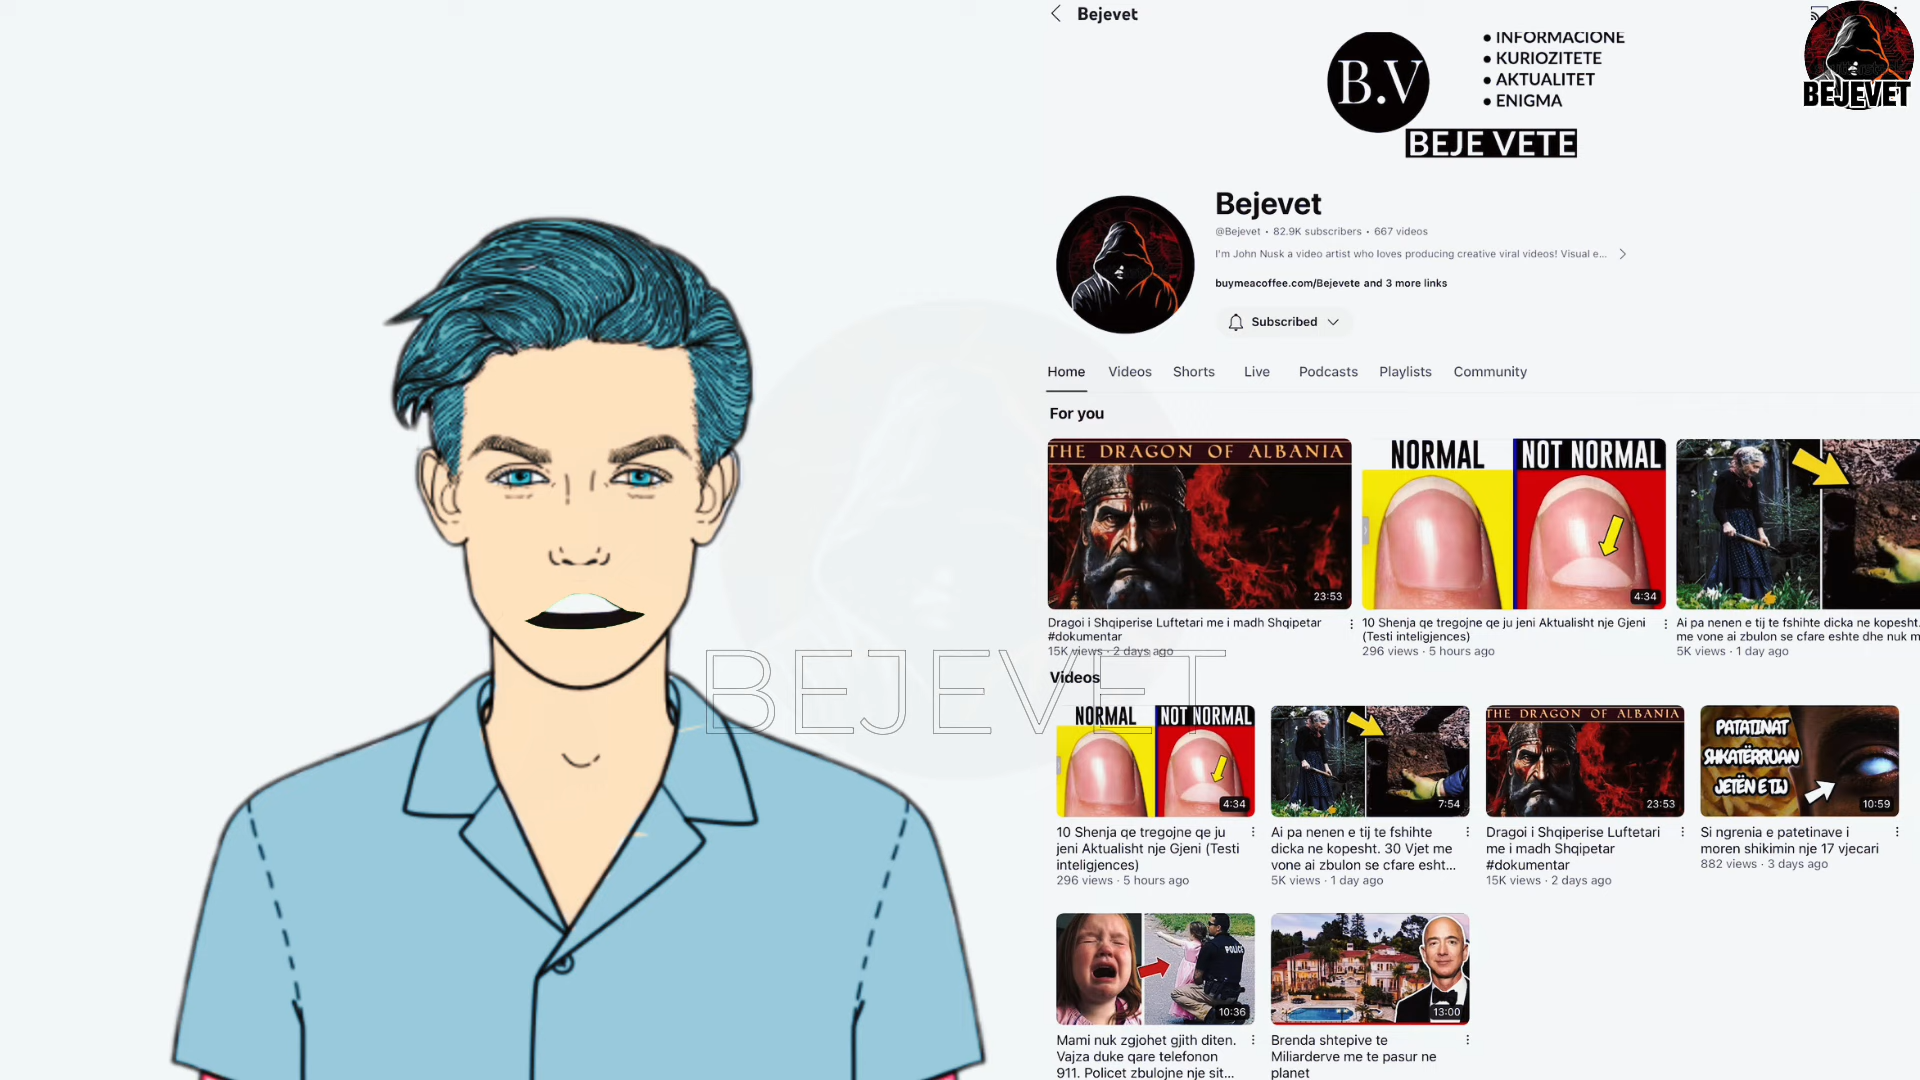 Bejevet
• INFORMACIONE
• KURIOZITETE
• AKTUALITET
• ENIGMA
B.V
BEJE VETE
BEJEVET
Bejevet
@Bejevet • 82.9K subscribers • 667 videos
I'm John Nusk a video artist who loves producing creative viral videos! Visual e...
buymeacoffee.com/Bejevete and 3 more links
Subscribed
Home Videos Shorts Live Podcasts Playlists Community
For you
THE DRAGON OF ALBANIA
23:53
NORMAL NOT NORMAL
4:34
Dragoi i Shqiperise Luftetari me i madh Shqipetar
#dokumentar
15K views · 2 days ago
10 Shenja qe tregojne qe ju jeni Aktualisht nje Gjeni
(Testi inteligjences)
296 views · 5 hours ago
Ai pa nenen e tij te fshihte dicka ne kopesht.
me vone ai zbulon se cfare eshte dhe nuk m
5K views · 1 day ago
BEJEVET
Videos
NORMAL NOT NORMAL
4:34
7:54
THE DRAGON OF ALBANIA
23:53
PATATINAT
SHKATËRRUAN
JETËN E TIJ
10:59
10 Shenja qe tregojne qe ju
jeni Aktualisht nje Gjeni (Testi
inteligjences)
296 views · 5 hours ago
Ai pa nenen e tij te fshihte
dicka ne kopesht. 30 Vjet me
vone ai zbulon se cfare esht...
5K views · 1 day ago
Dragoi i Shqiperise Luftetari
me i madh Shqipetar
#dokumentar
15K views · 2 days ago
Si ngrenia e patetinave i
moren shikimin nje 17 vjecari
882 views · 3 days ago
POLICE
10:36
13:00
Mami nuk zgjohet gjith diten.
Vajza duke qare telefonon
911. Policet zbulojne nje sit...
Brenda shtepive te
Miliarderve me te pasur ne
planet